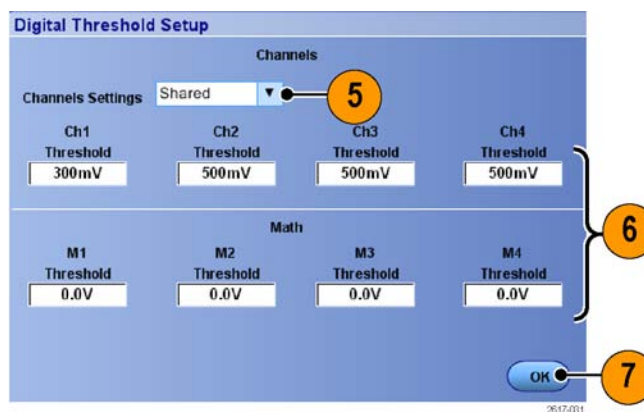 Digital Threshold Setup
Channels
Channels Settings Shared
5
Ch1 Ch2 Ch3 Ch4
Threshold Threshold Threshold Threshold
300mV 500mV 500mV 500mV
6
Math
M1 M2 M3 M4
Threshold Threshold Threshold Threshold
0.0V 0.0V 0.0V 0.0V
OK
7
2617-031